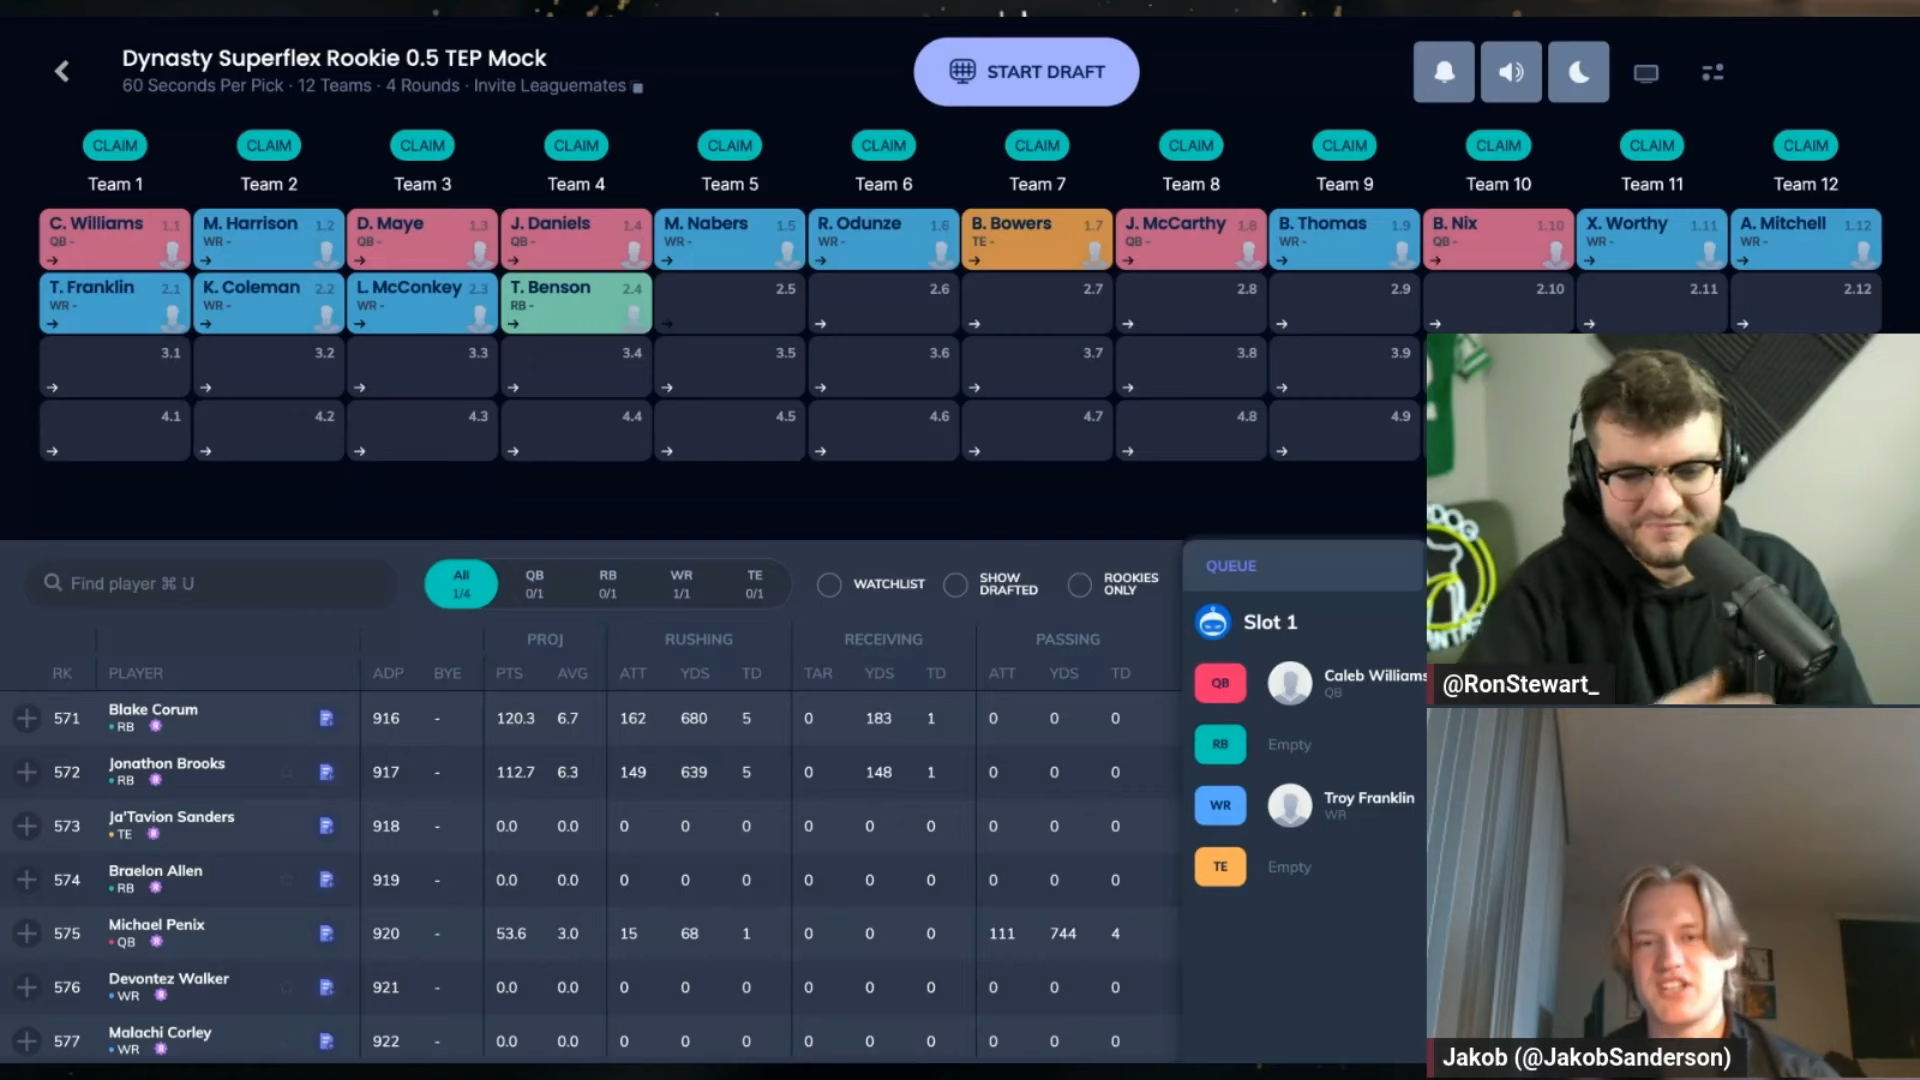 Dynasty Superflex Rookie 0.5 TEP Mock
60 Seconds Per Pick · 12 Teams · 4 Rounds · Invite Leaguemates
START DRAFT
CLAIM CLAIM CLAIM CLAIM CLAIM CLAIM CLAIM CLAIM CLAIM CLAIM CLAIM CLAIM
Team 1 Team 2 Team 3 Team 4 Team 5 Team 6 Team 7 Team 8 Team 9 Team 10 Team 11 Team 12
C. Williams 1.1 M. Harrison 1.2 D. Maye 1.3 J. Daniels 1.4 M. Nabers 1.5 R. Odunze 1.6 B. Bowers 1.7 J. McCarthy 1.8 B. Thomas 1.9 B. Nix 1.10 X. Worthy 1.11 A. Mitchell 1.12
QB - WR - QB - QB - WR - WR - TE - QB - WR - QB - WR - WR -
T. Franklin 2.1 K. Coleman 2.2 L. McConkey 2.3 T. Benson 2.4 2.5 2.6 2.7 2.8 2.9 2.10 2.11 2.12
WR - WR - WR - RB -
3.1 3.2 3.3 3.4 3.5 3.6 3.7 3.8 3.9
4.1 4.2 4.3 4.4 4.5 4.6 4.7 4.8 4.9
Find player ⌘ U
All QB RB WR TE
1/4 0/1 0/1 1/1 0/1
WATCHLIST
SHOW DRAFTED
ROOKIES ONLY
PROJ RUSHING RECEIVING PASSING
RK PLAYER ADP BYE PTS AVG ATT YDS TD TAR YDS TD ATT YDS TD
571 Blake Corum RB 916 - 120.3 6.7 162 680 5 0 183 1 0 0 0
572 Jonathon Brooks RB 917 - 112.7 6.3 149 639 5 0 148 1 0 0 0
573 Ja'Tavion Sanders TE 918 - 0.0 0.0 0 0 0 0 0 0 0 0 0
574 Braelon Allen RB 919 - 0.0 0.0 0 0 0 0 0 0 0 0 0
575 Michael Penix QB 920 - 53.6 3.0 15 68 1 0 0 0 111 744 4
576 Devontez Walker WR 921 - 0.0 0.0 0 0 0 0 0 0 0 0 0
577 Malachi Corley WR 922 - 0.0 0.0 0 0 0 0 0 0 0 0 0
QUEUE
Slot 1
QB Caleb Williams
QB
RB Empty
WR Troy Franklin
WR
TE Empty
@RonStewart_
Jakob (@JakobSanderson)